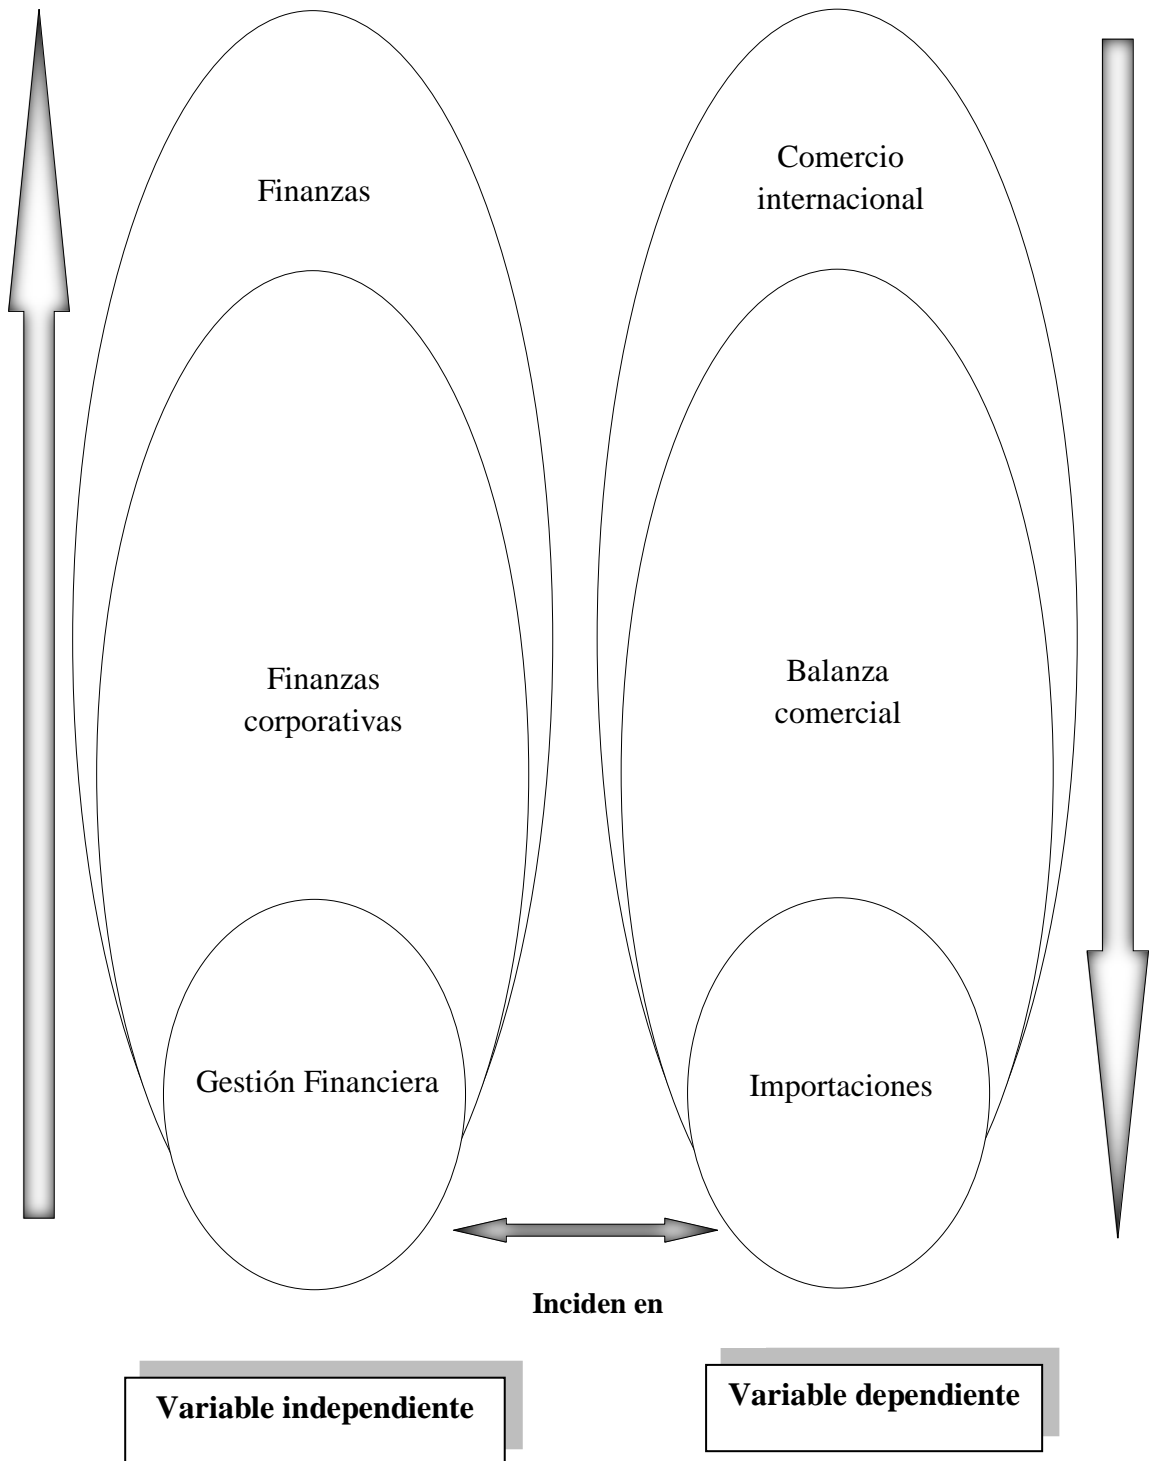 Finanzas
Comercio
internacional
Finanzas
corporativas
Balanza
comercial
Gestión Financiera
Importaciones
Inciden en
Variable independiente
Variable dependiente